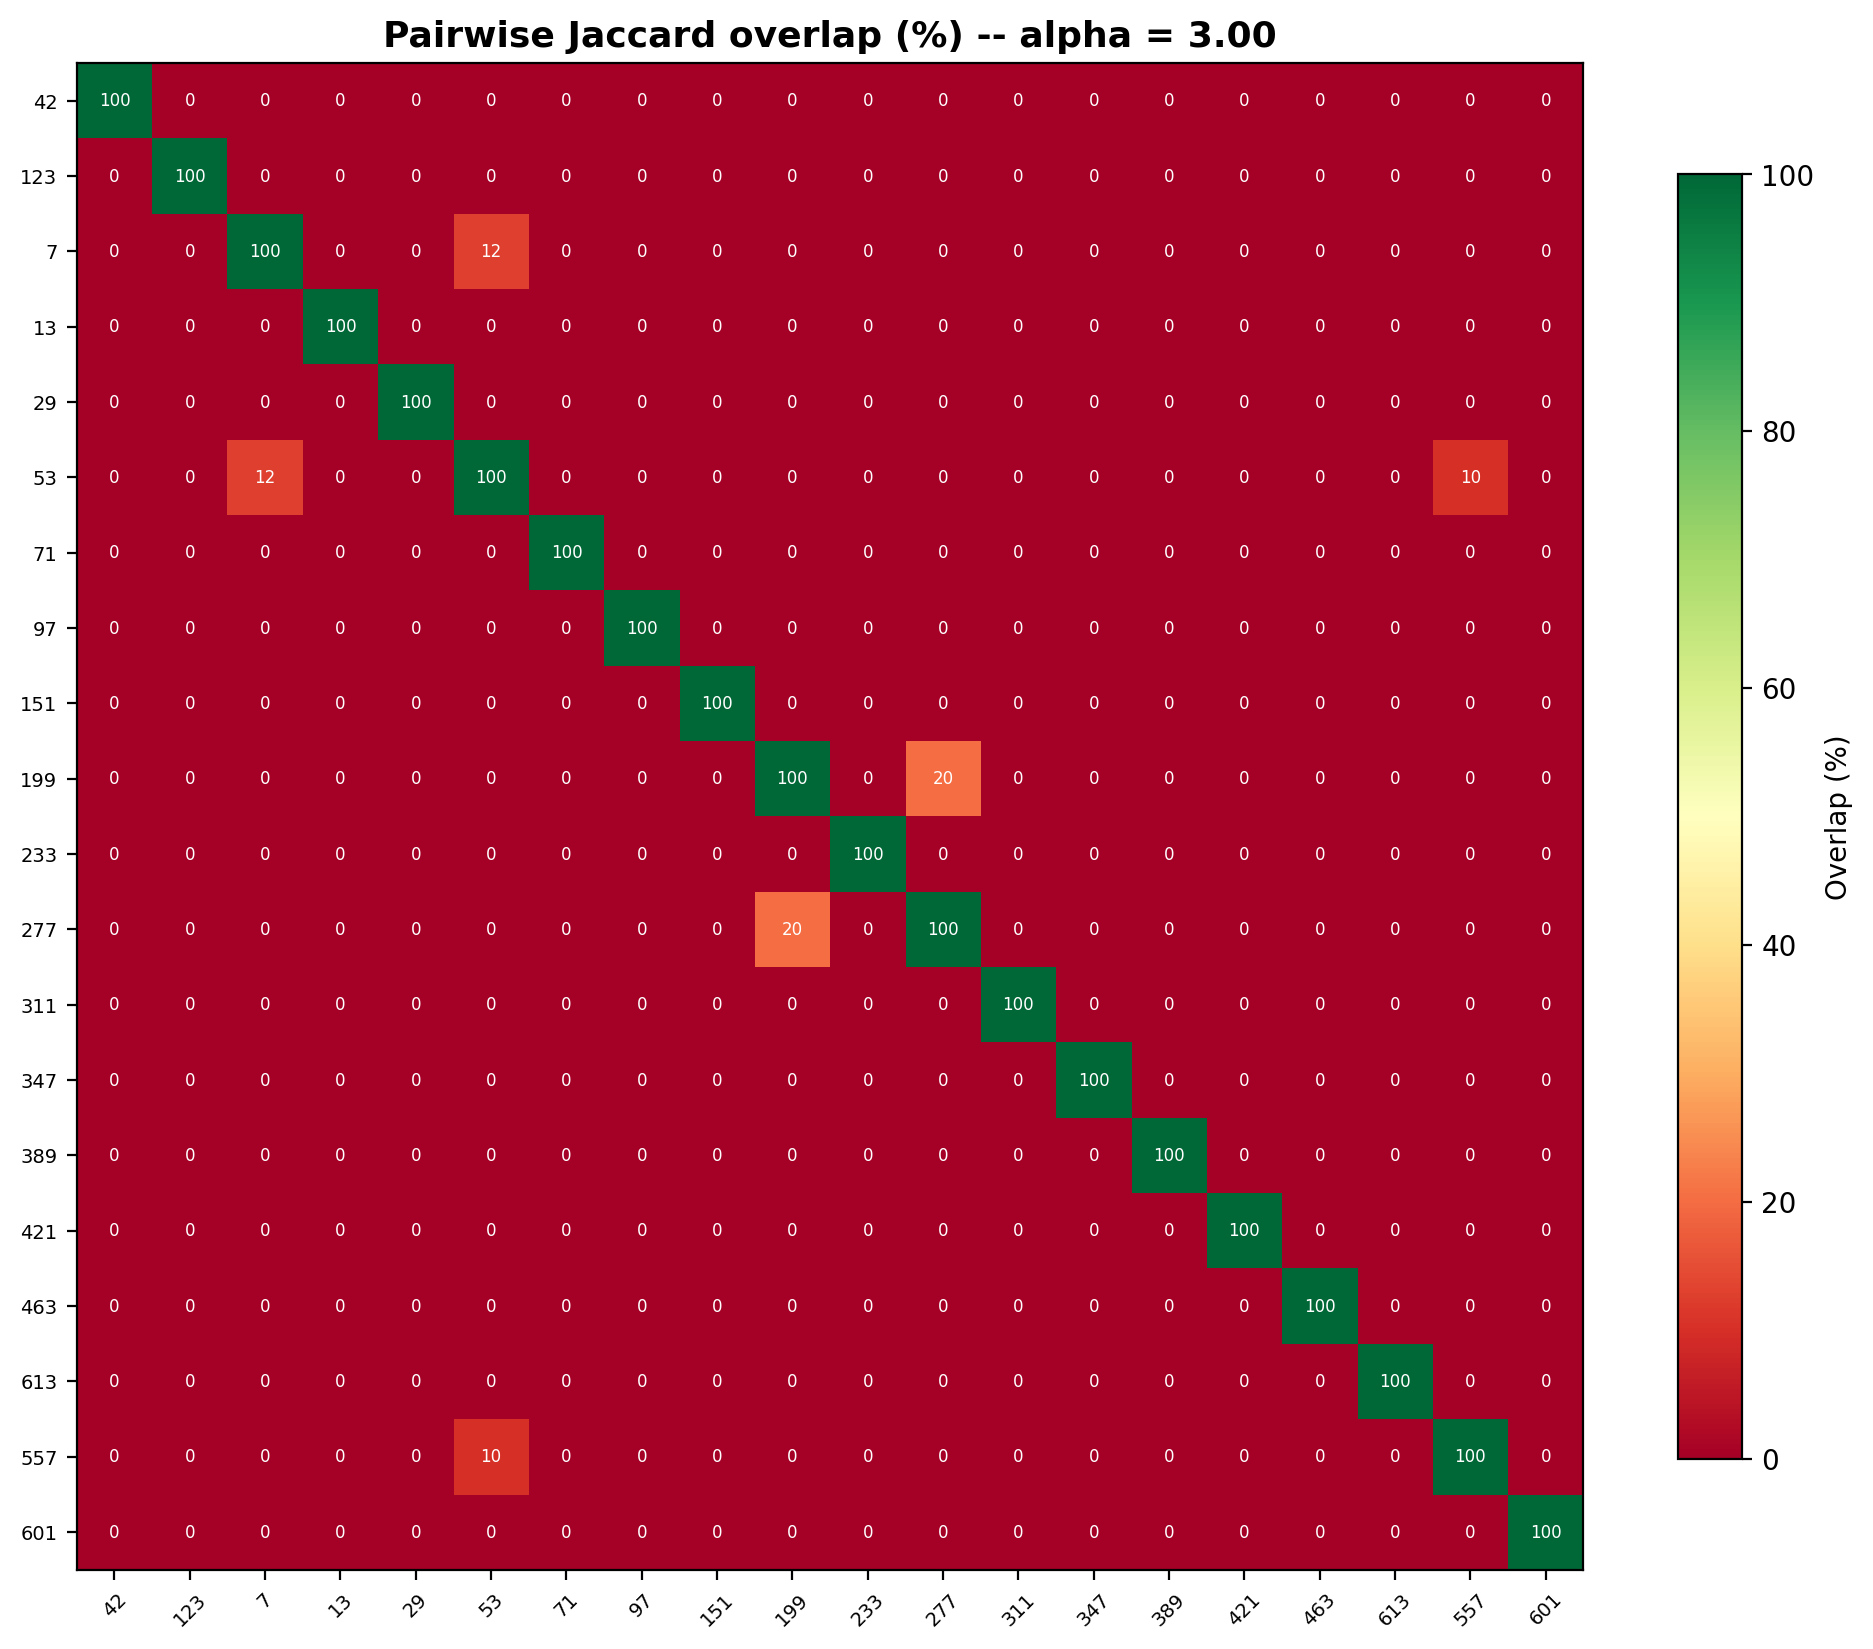 Pairwise Jaccard overlap (%) -- alpha = 3.00
42 100 0 0 0 0 0 0 0 0 0 0 0 0 0 0 0 0 0 0 0
123 0 100 0 0 0 0 0 0 0 0 0 0 0 0 0 0 0 0 0 0
7 0 0 100 0 0 12 0 0 0 0 0 0 0 0 0 0 0 0 0 0
13 0 0 0 100 0 0 0 0 0 0 0 0 0 0 0 0 0 0 0 0
29 0 0 0 0 100 0 0 0 0 0 0 0 0 0 0 0 0 0 0 0
53 0 0 12 0 0 100 0 0 0 0 0 0 0 0 0 0 0 0 10 0
71 0 0 0 0 0 0 100 0 0 0 0 0 0 0 0 0 0 0 0 0
97 0 0 0 0 0 0 0 100 0 0 0 0 0 0 0 0 0 0 0 0
151 0 0 0 0 0 0 0 0 100 0 0 0 0 0 0 0 0 0 0 0
199 0 0 0 0 0 0 0 0 0 100 0 20 0 0 0 0 0 0 0 0
233 0 0 0 0 0 0 0 0 0 0 100 0 0 0 0 0 0 0 0 0
277 0 0 0 0 0 0 0 0 0 20 0 100 0 0 0 0 0 0 0 0
311 0 0 0 0 0 0 0 0 0 0 0 0 100 0 0 0 0 0 0 0
347 0 0 0 0 0 0 0 0 0 0 0 0 0 100 0 0 0 0 0 0
389 0 0 0 0 0 0 0 0 0 0 0 0 0 0 100 0 0 0 0 0
421 0 0 0 0 0 0 0 0 0 0 0 0 0 0 0 100 0 0 0 0
463 0 0 0 0 0 0 0 0 0 0 0 0 0 0 0 0 100 0 0 0
613 0 0 0 0 0 0 0 0 0 0 0 0 0 0 0 0 0 100 0 0
557 0 0 0 0 0 10 0 0 0 0 0 0 0 0 0 0 0 0 100 0
601 0 0 0 0 0 0 0 0 0 0 0 0 0 0 0 0 0 0 0 100
42 123 7 13 29 53 71 97 151 199 233 277 311 347 389 421 463 613 557 601
100
80
60
40
20
0
Overlap (%)